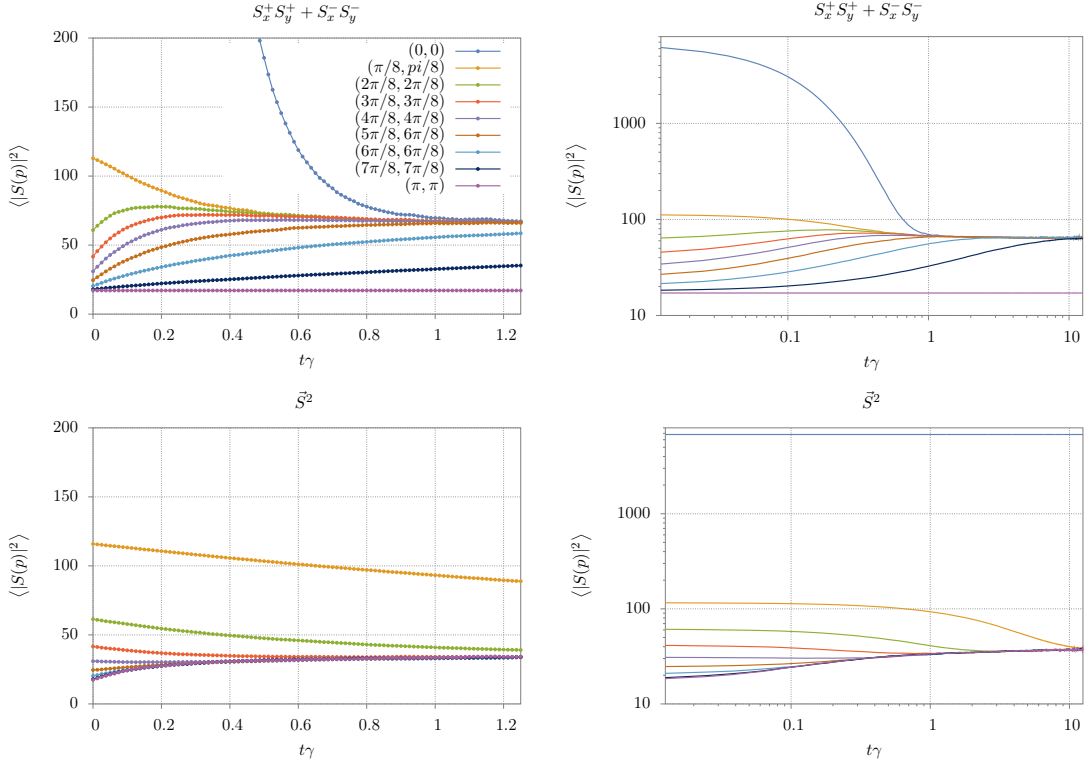 S_x^+ S_y^+ + S_x^- S_y^-
200
150
100
50
0
0 0.2 0.4 0.6 0.8 1 1.2
⟨|S(p)|^2⟩
tγ
(0, 0)
(π/8, pi/8)
(2π/8, 2π/8)
(3π/8, 3π/8)
(4π/8, 4π/8)
(5π/8, 6π/8)
(6π/8, 6π/8)
(7π/8, 7π/8)
(π, π)
S_x^+ S_y^+ + S_x^- S_y^-
1000
100
10
0.1 1 10
⟨|S(p)|^2⟩
tγ
\vec{S}^2
200
150
100
50
0
0 0.2 0.4 0.6 0.8 1 1.2
⟨|S(p)|^2⟩
tγ
\vec{S}^2
1000
100
10
0.1 1 10
⟨|S(p)|^2⟩
tγ